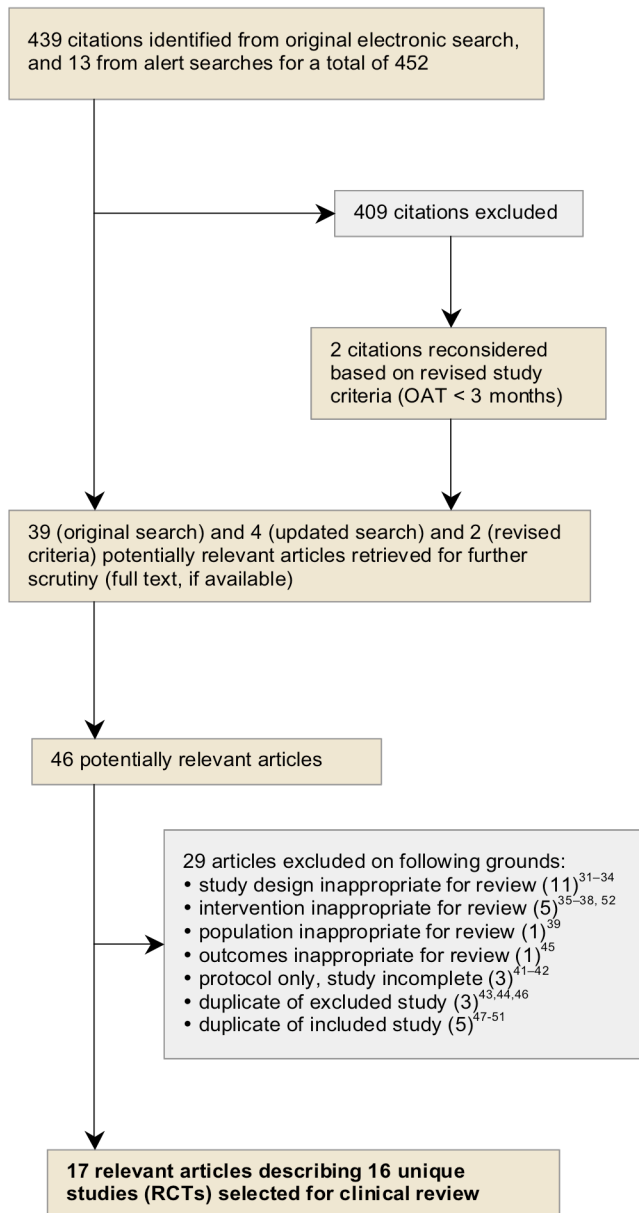 439 citations identified from original electronic search,
and 13 from alert searches for a total of 452
409 citations excluded
2 citations reconsidered
based on revised study
criteria (OAT < 3 months)
39 (original search) and 4 (updated search) and 2 (revised
criteria) potentially relevant articles retrieved for further
scrutiny (full text, if available)
46 potentially relevant articles
29 articles excluded on following grounds:
• study design inappropriate for review (11)31–34
• intervention inappropriate for review (5)35–38, 52
• population inappropriate for review (1)39
• outcomes inappropriate for review (1)45
• protocol only, study incomplete (3)41–42
• duplicate of excluded study (3)43,44,46
• duplicate of included study (5)47-51
17 relevant articles describing 16 unique
studies (RCTs) selected for clinical review